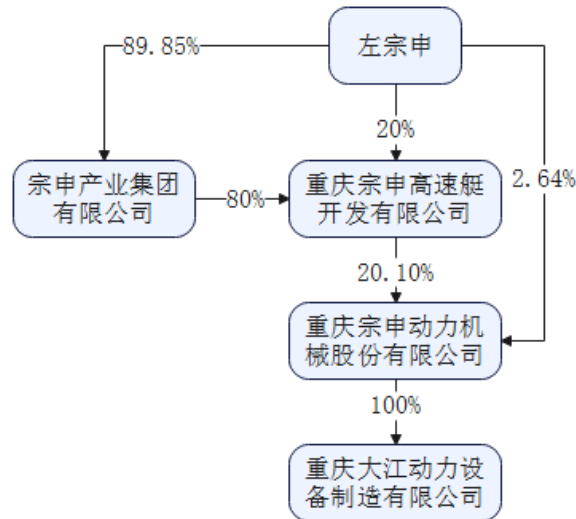 左宗申
89.85%
20%
宗申产业集团
有限公司
80%
重庆宗申高速艇
开发有限公司
2.64%
20.10%
重庆宗申动力机
械股份有限公司
100%
重庆大江动力设
备制造有限公司